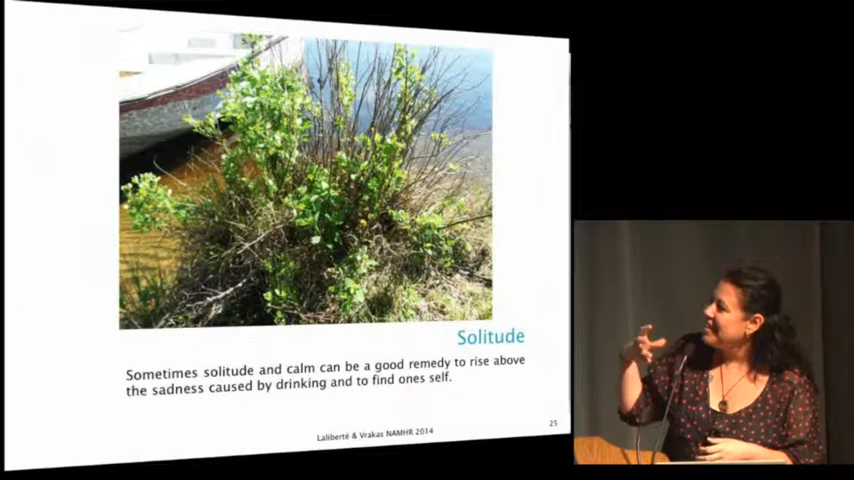 Solitude
Sometimes solitude and calm can be a good remedy to rise above
the sadness caused by drinking and to find ones self.
Laliberté & Vrakas NAMHR 2014
25